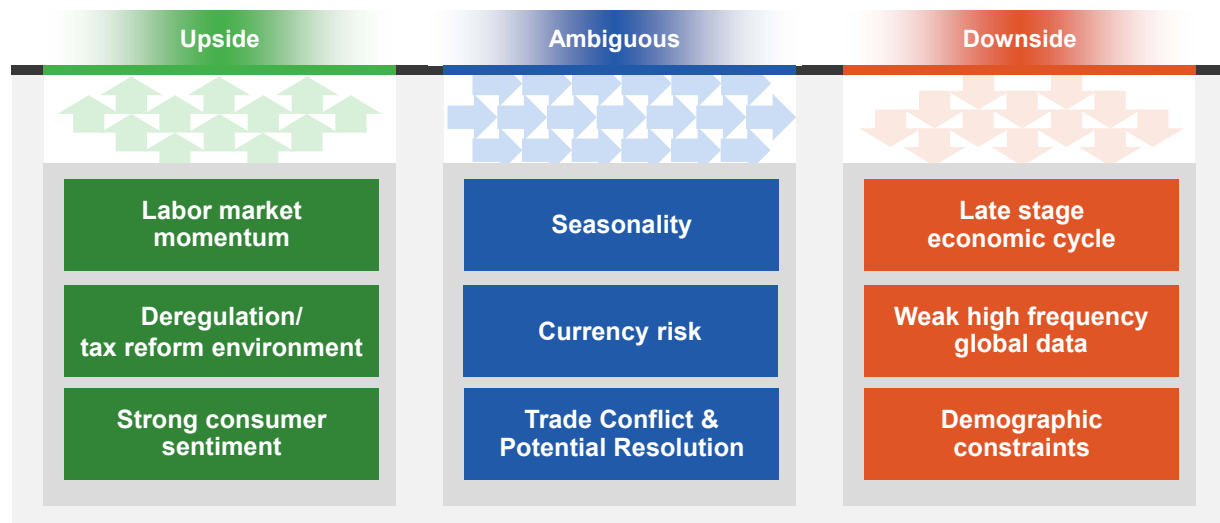 Upside
Labor market
momentum
Deregulation/
tax reform environment
Strong consumer
sentiment
Ambiguous
Seasonality
Currency risk
Trade Conflict &
Potential Resolution
Downside
Late stage
economic cycle
Weak high frequency
global data
Demographic
constraints